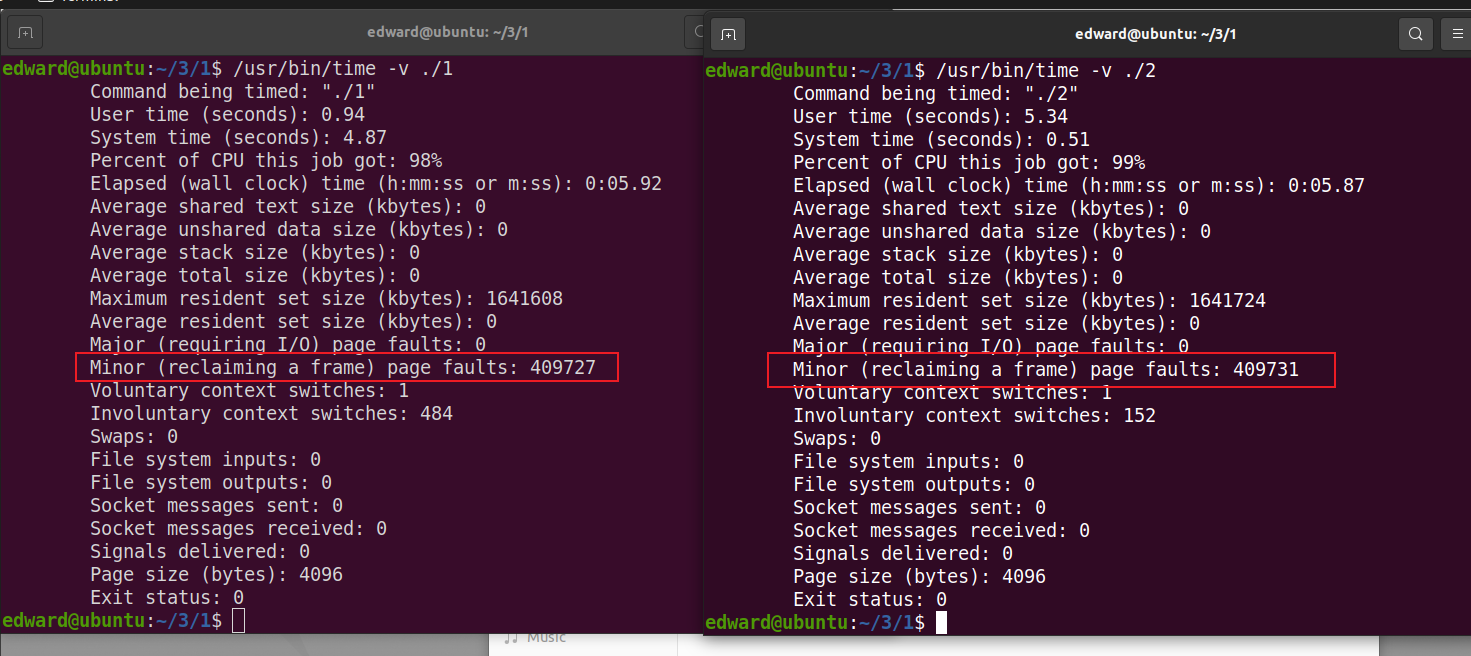 edward@ubuntu: ~/3/1
edward@ubuntu:~/3/1$ /usr/bin/time -v ./1
Command being timed: "./1"
User time (seconds): 0.94
System time (seconds): 4.87
Percent of CPU this job got: 98%
Elapsed (wall clock) time (h:mm:ss or m:ss): 0:05.92
Average shared text size (kbytes): 0
Average unshared data size (kbytes): 0
Average stack size (kbytes): 0
Average total size (kbytes): 0
Maximum resident set size (kbytes): 1641608
Average resident set size (kbytes): 0
Major (requiring I/O) page faults: 0
Minor (reclaiming a frame) page faults: 409727
Voluntary context switches: 1
Involuntary context switches: 484
Swaps: 0
File system inputs: 0
File system outputs: 0
Socket messages sent: 0
Socket messages received: 0
Signals delivered: 0
Page size (bytes): 4096
Exit status: 0
edward@ubuntu:~/3/1$
edward@ubuntu: ~/3/1
edward@ubuntu:~/3/1$ /usr/bin/time -v ./2
Command being timed: "./2"
User time (seconds): 5.34
System time (seconds): 0.51
Percent of CPU this job got: 99%
Elapsed (wall clock) time (h:mm:ss or m:ss): 0:05.87
Average shared text size (kbytes): 0
Average unshared data size (kbytes): 0
Average stack size (kbytes): 0
Average total size (kbytes): 0
Maximum resident set size (kbytes): 1641724
Average resident set size (kbytes): 0
Major (requiring I/O) page faults: 0
Minor (reclaiming a frame) page faults: 409731
Voluntary context switches: 1
Involuntary context switches: 152
Swaps: 0
File system inputs: 0
File system outputs: 0
Socket messages sent: 0
Socket messages received: 0
Signals delivered: 0
Page size (bytes): 4096
Exit status: 0
edward@ubuntu:~/3/1$
Music